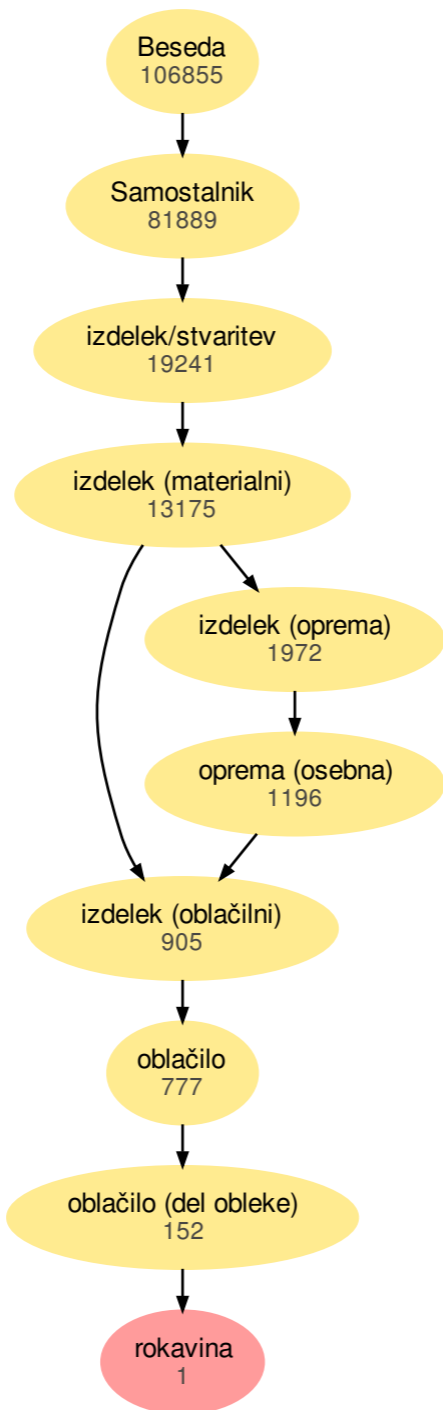 Beseda
106855
Samostalnik
81889
izdelek/stvaritev
19241
izdelek (materialni)
13175
izdelek (oprema)
1972
oprema (osebna)
1196
izdelek (oblačilni)
905
oblačilo
777
oblačilo (del obleke)
152
rokavina
1